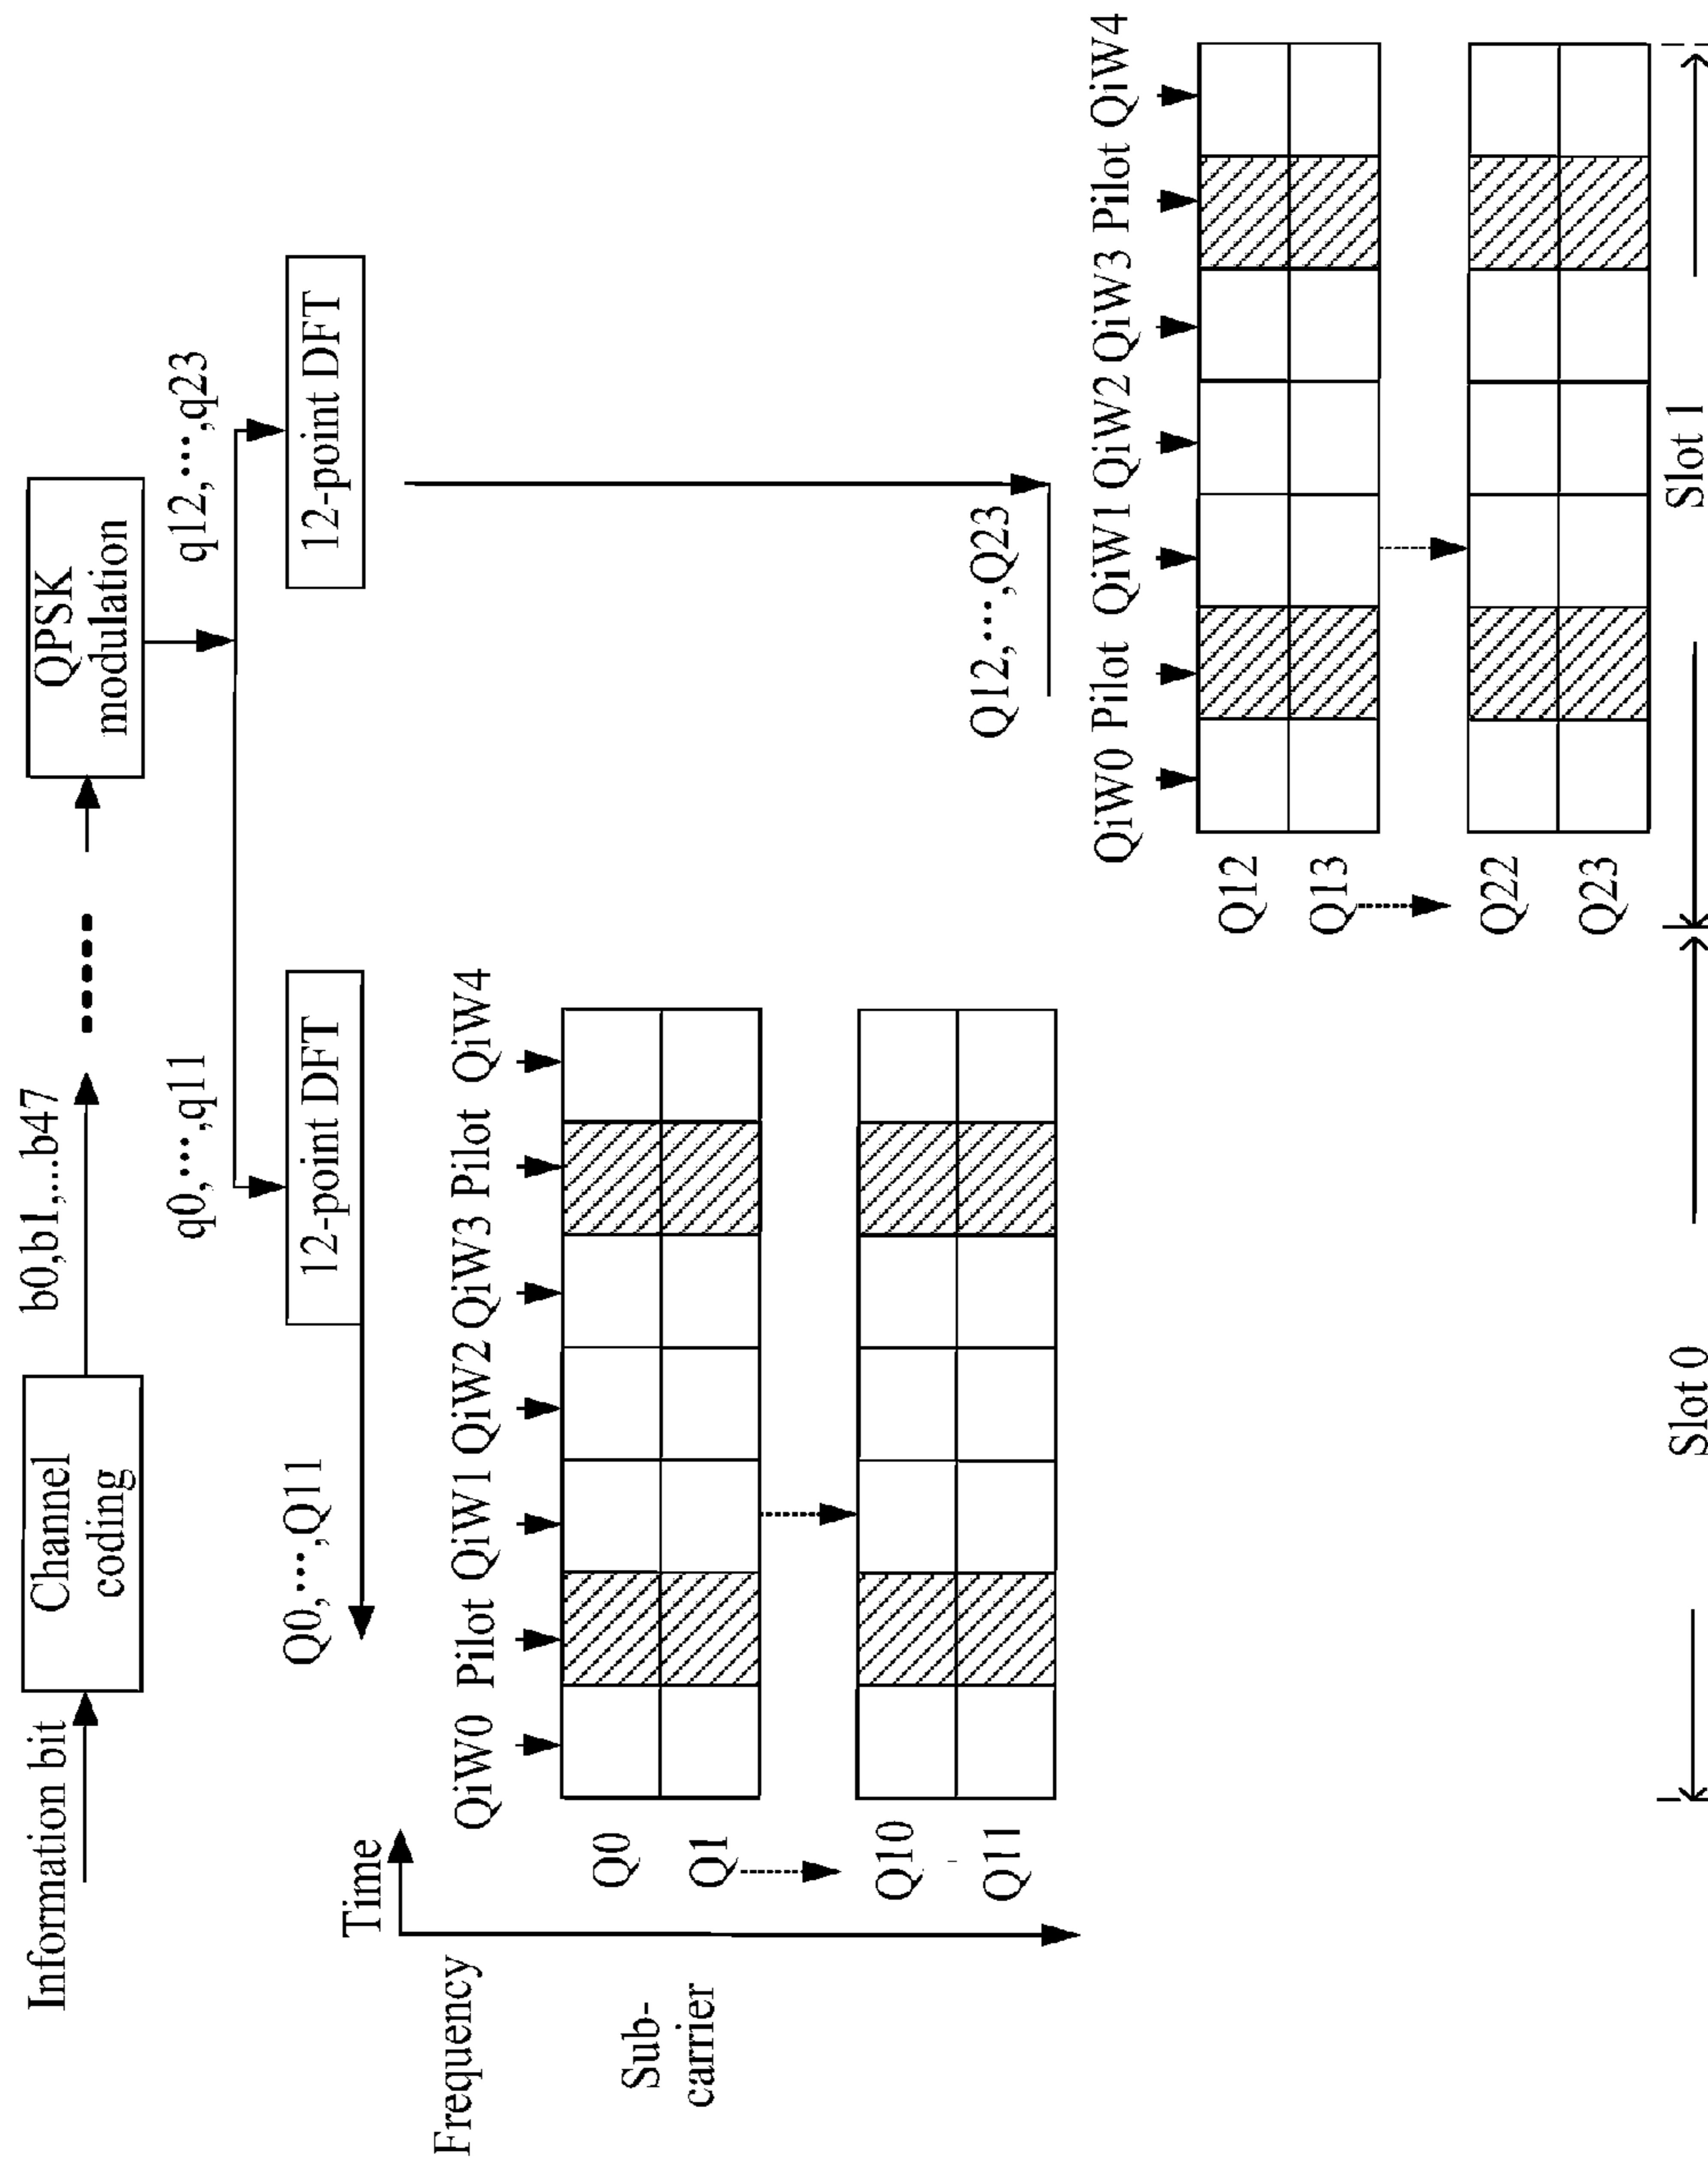 Information bit
Channel
coding
b0,b1,...b47
QPSK
modulation
q0,···,q11
q12,···,q23
12-point DFT
12-point DFT
Q0,···,Q11
Time
Frequency
Sub-
carrier
QiW0 Pilot QiW1 QiW2 QiW3 Pilot QiW4
Q0
Q1
Q10
Q11
Q12,···,Q23
QiW0 Pilot QiW1 QiW2 QiW3 Pilot QiW4
Q12
Q13
Q22
Q23
Slot 0
Slot 1